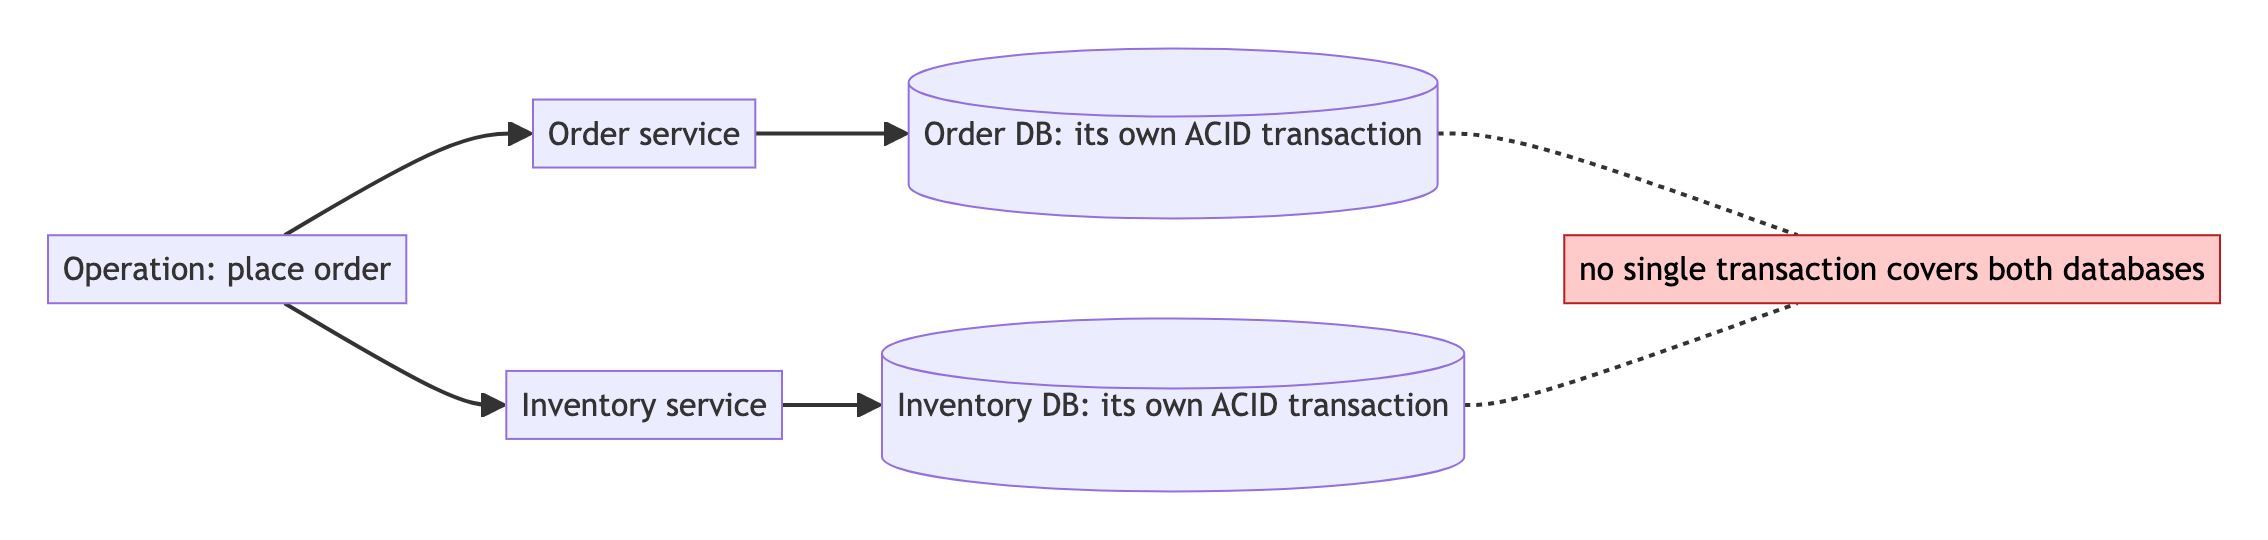 Operation: place order
Order service
Order DB: its own ACID transaction
Inventory service
Inventory DB: its own ACID transaction
no single transaction covers both databases